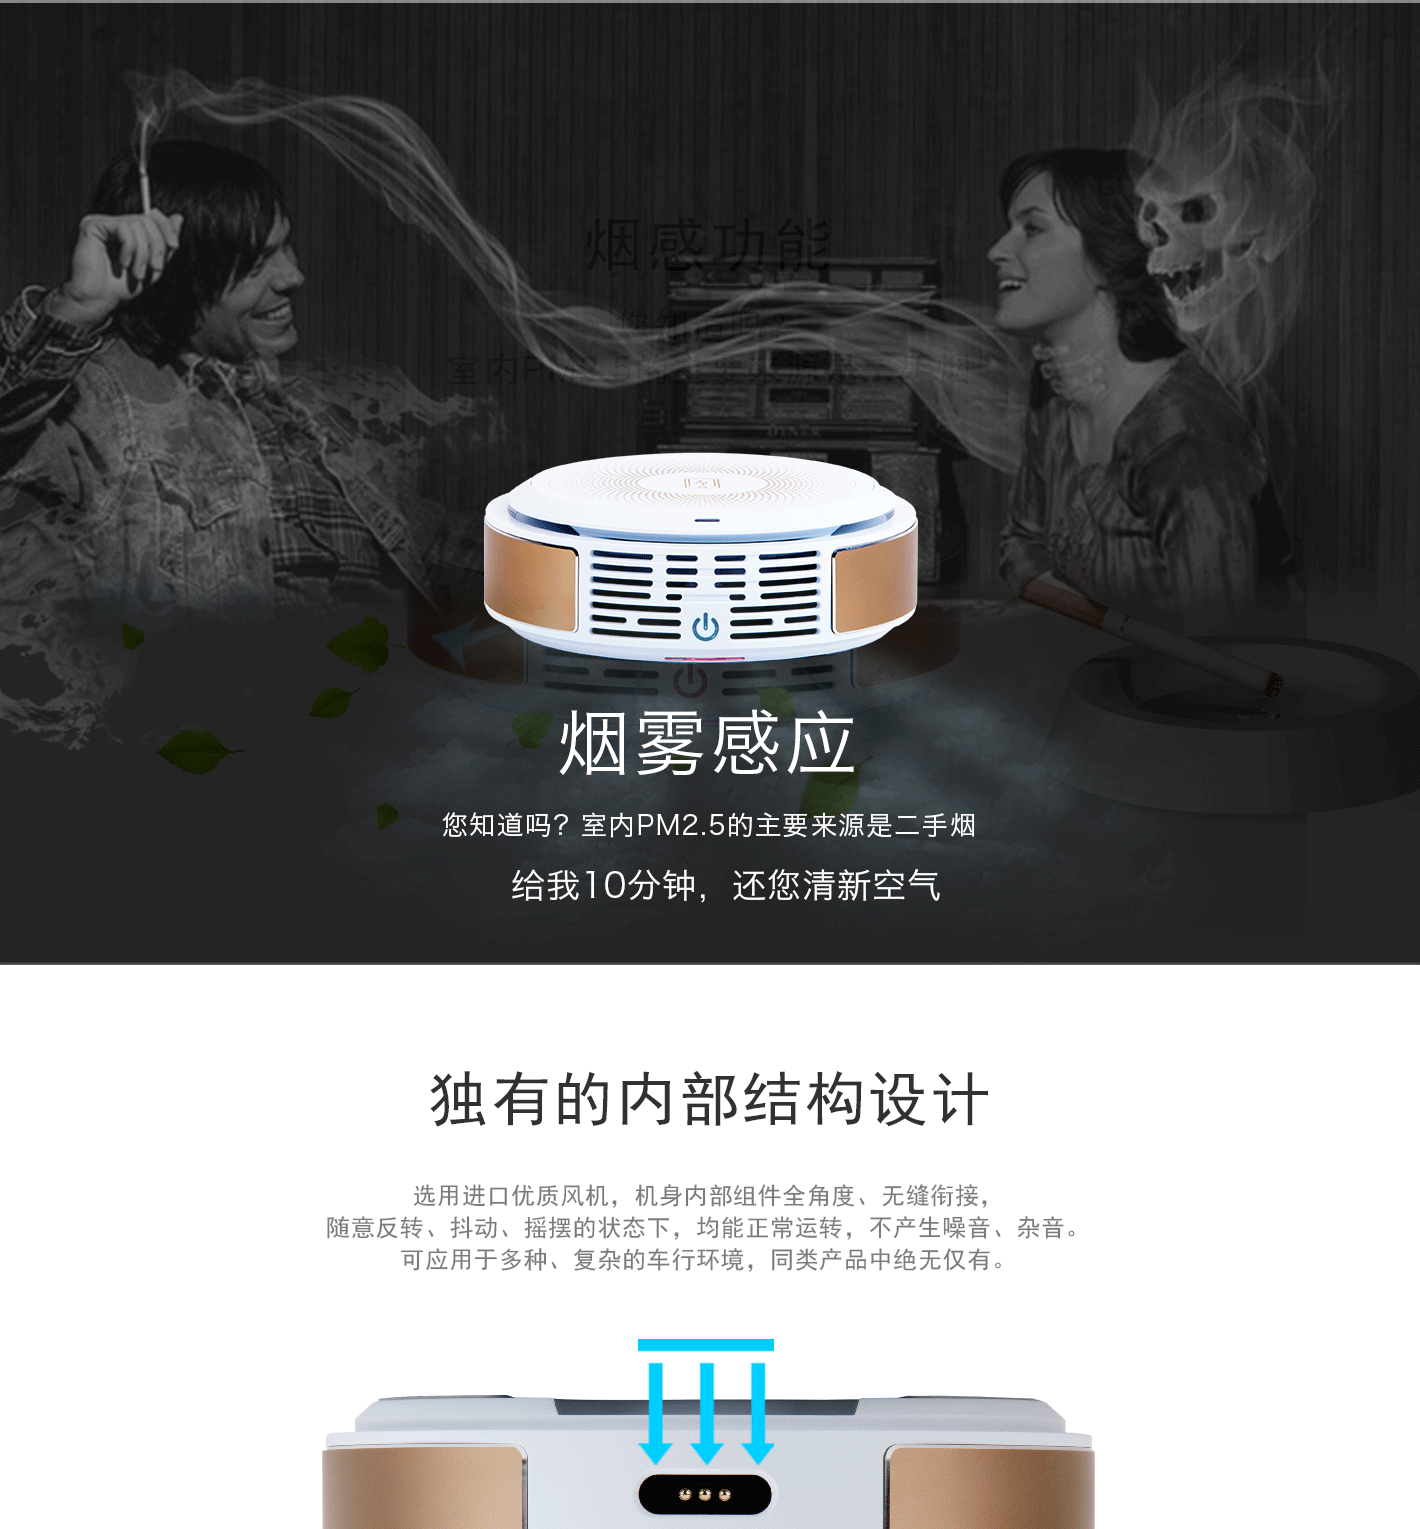 烟感功能
烟雾感应
您知道吗？室内PM2.5的主要来源是二手烟
给我10分钟，还您清新空气
独有的内部结构设计
选用进口优质风机，机身内部组件全角度、无缝衔接，
随意反转、抖动、摇摆的状态下，均能正常运转，不产生噪音、杂音。
可应用于多种、复杂的车行环境，同类产品中绝无仅有。